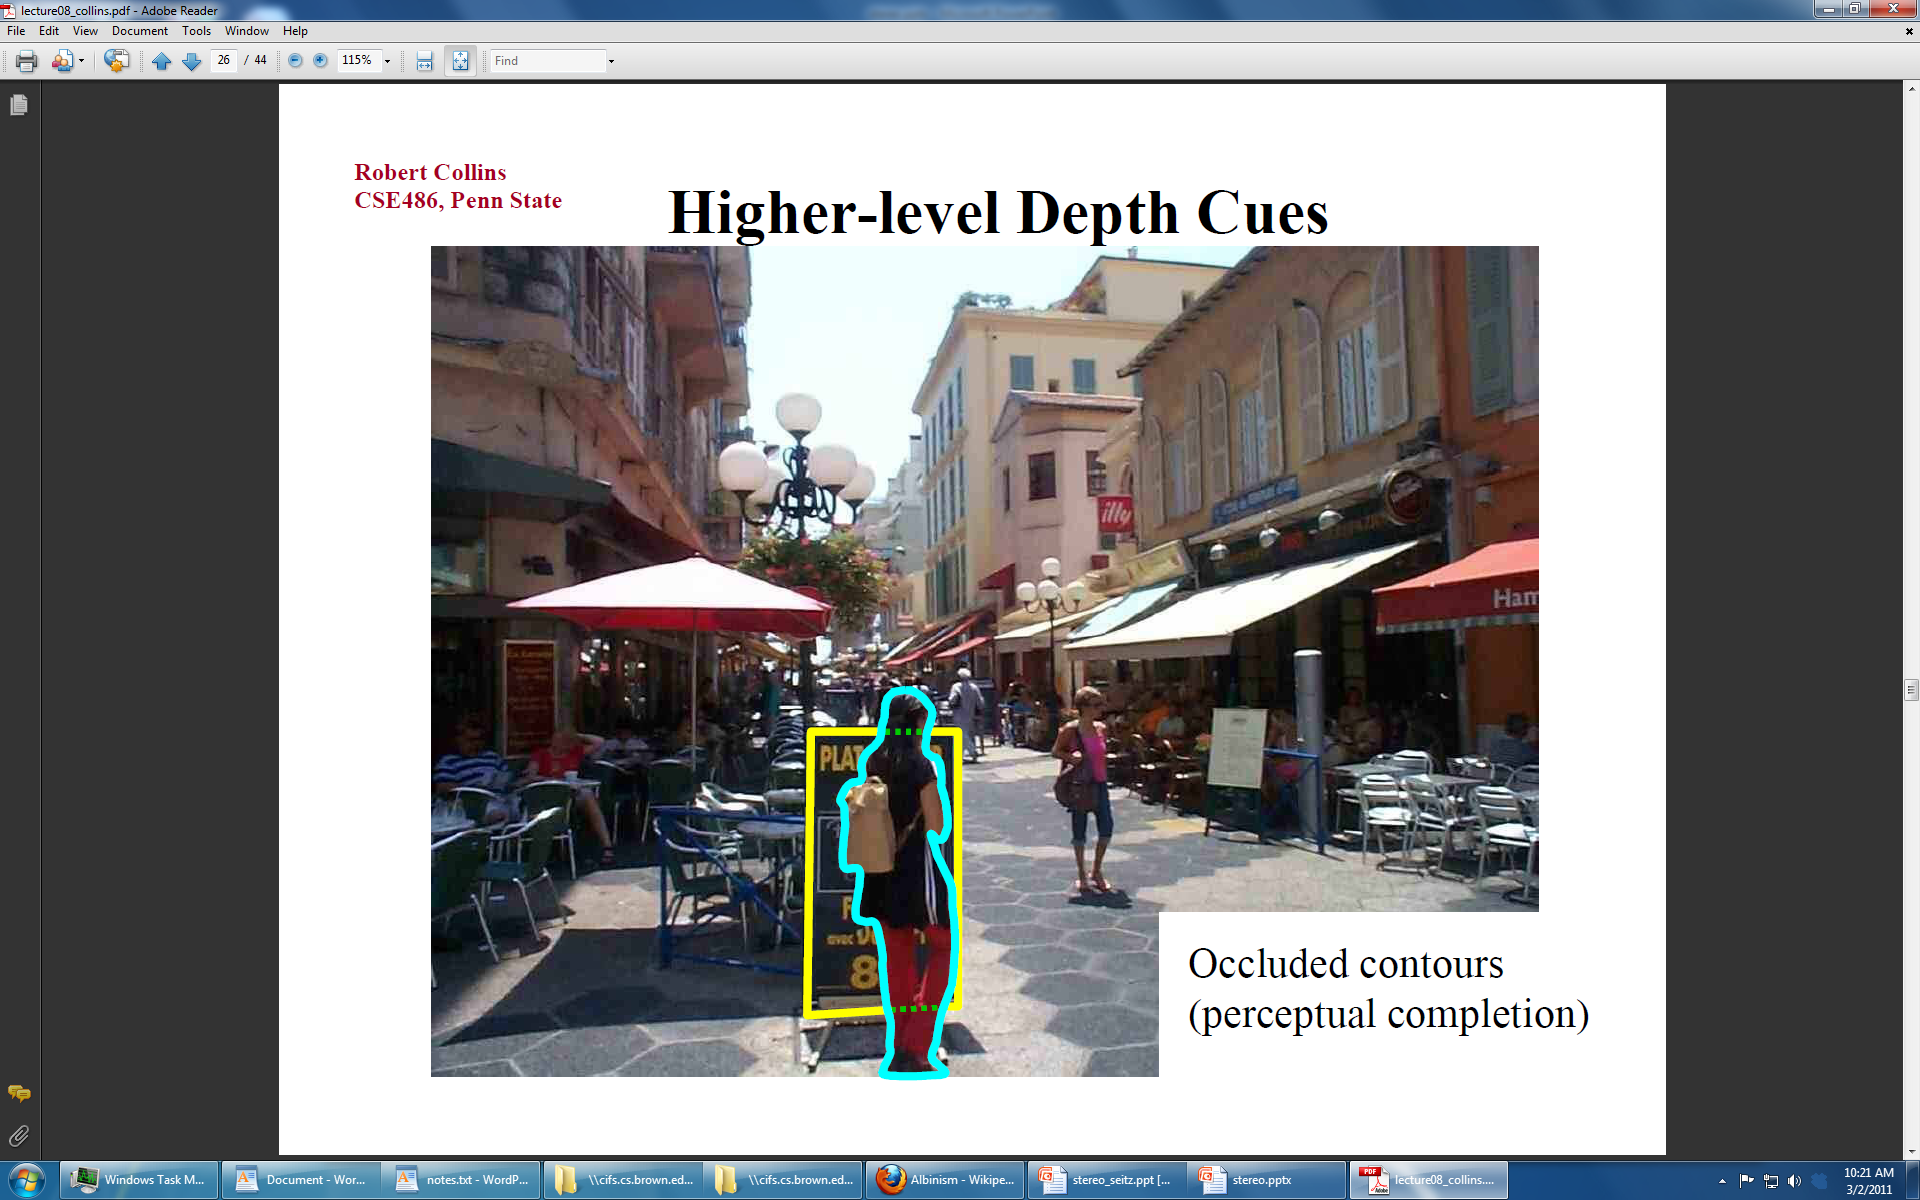 lecture08_collins.pdf - Adobe Reader
File Edit View Document Tools Window Help
26 / 44 115% Find
Robert Collins
CSE486, Penn State
Higher-level Depth Cues
illy
Ham
PLAT
avec
8
Occluded contours
(perceptual completion)
Windows Task M... Document - Wor... notes.txt - WordP... \\cifs.cs.brown.ed... \\cifs.cs.brown.ed... Albinism - Wikipe... stereo_seitz.ppt [... stereo.pptx lecture08_collins....
10:21 AM
3/2/2011